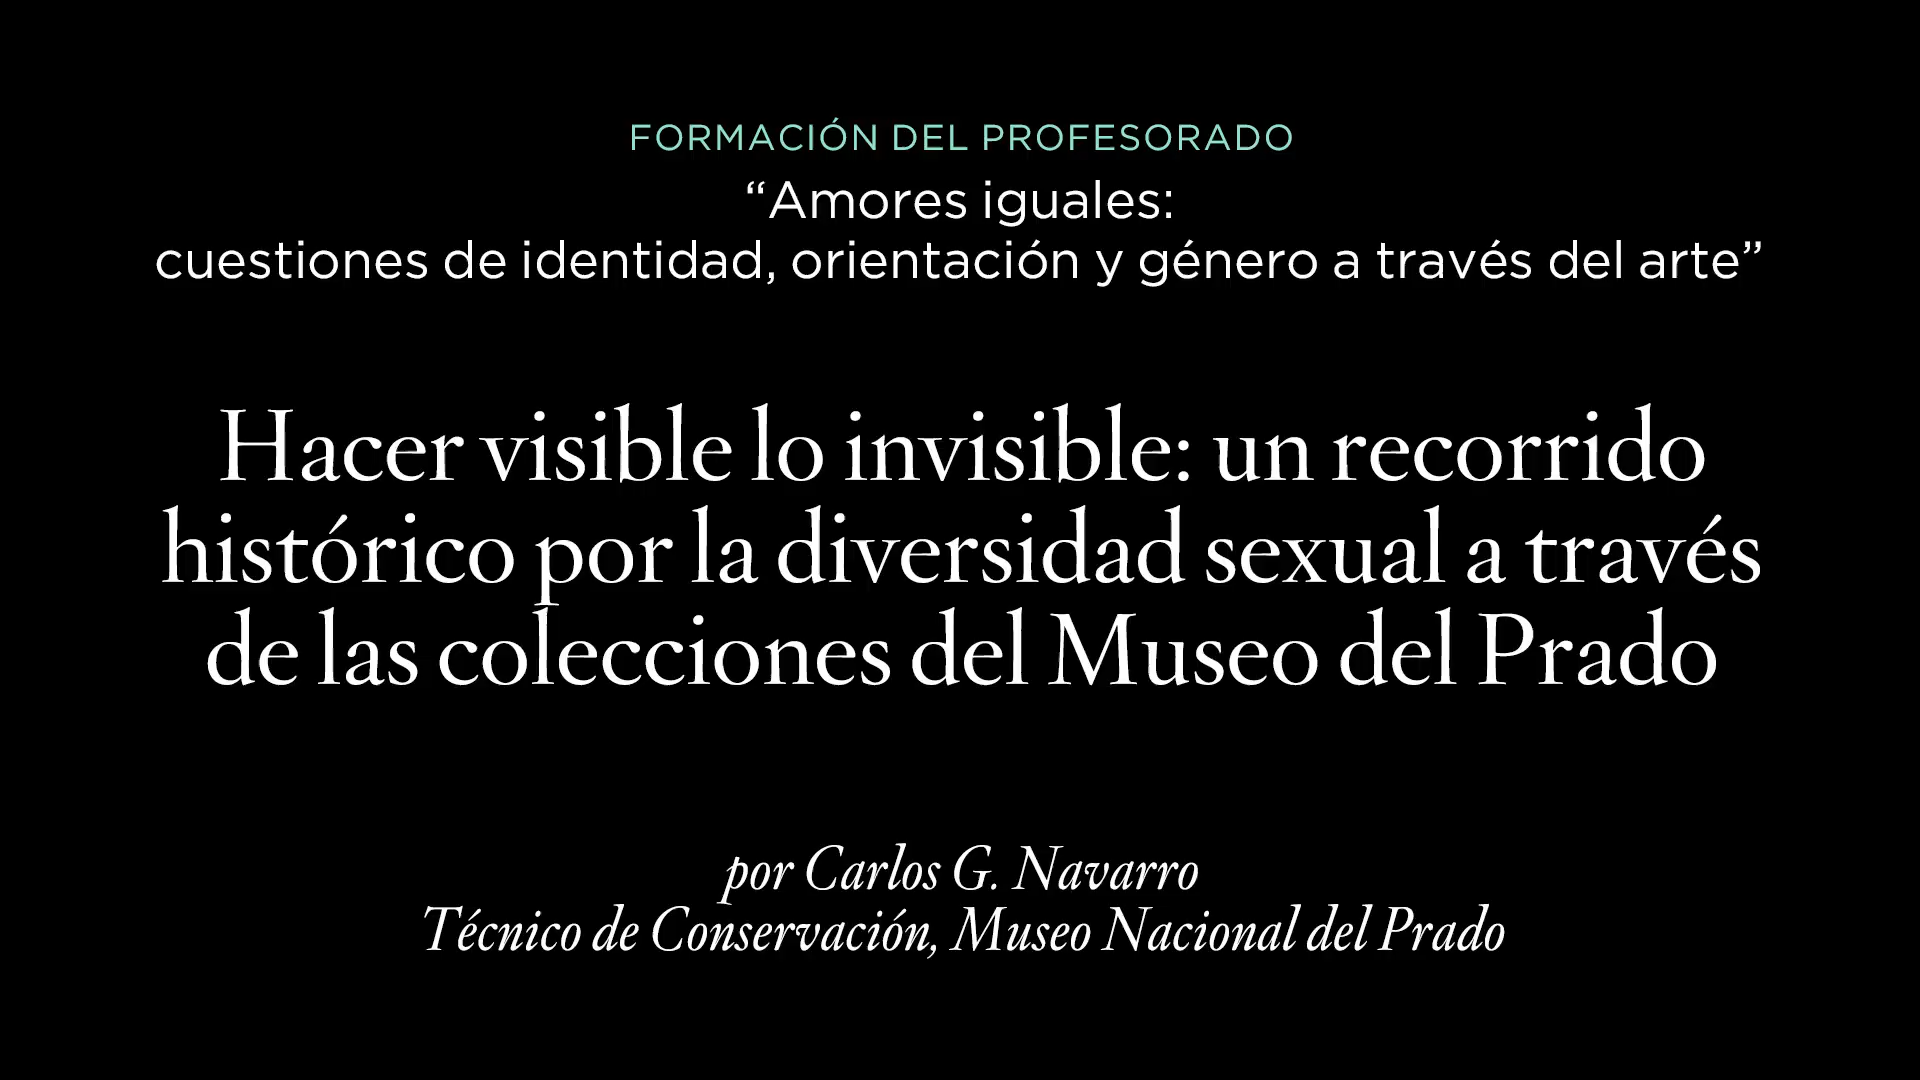 FORMACIÓN DEL PROFESORADO
“Amores iguales:
cuestiones de identidad, orientación y género a través del arte”
Hacer visible lo invisible: un recorrido
histórico por la diversidad sexual a través
de las colecciones del Museo del Prado
por Carlos G. Navarro
Técnico de Conservación, Museo Nacional del Prado